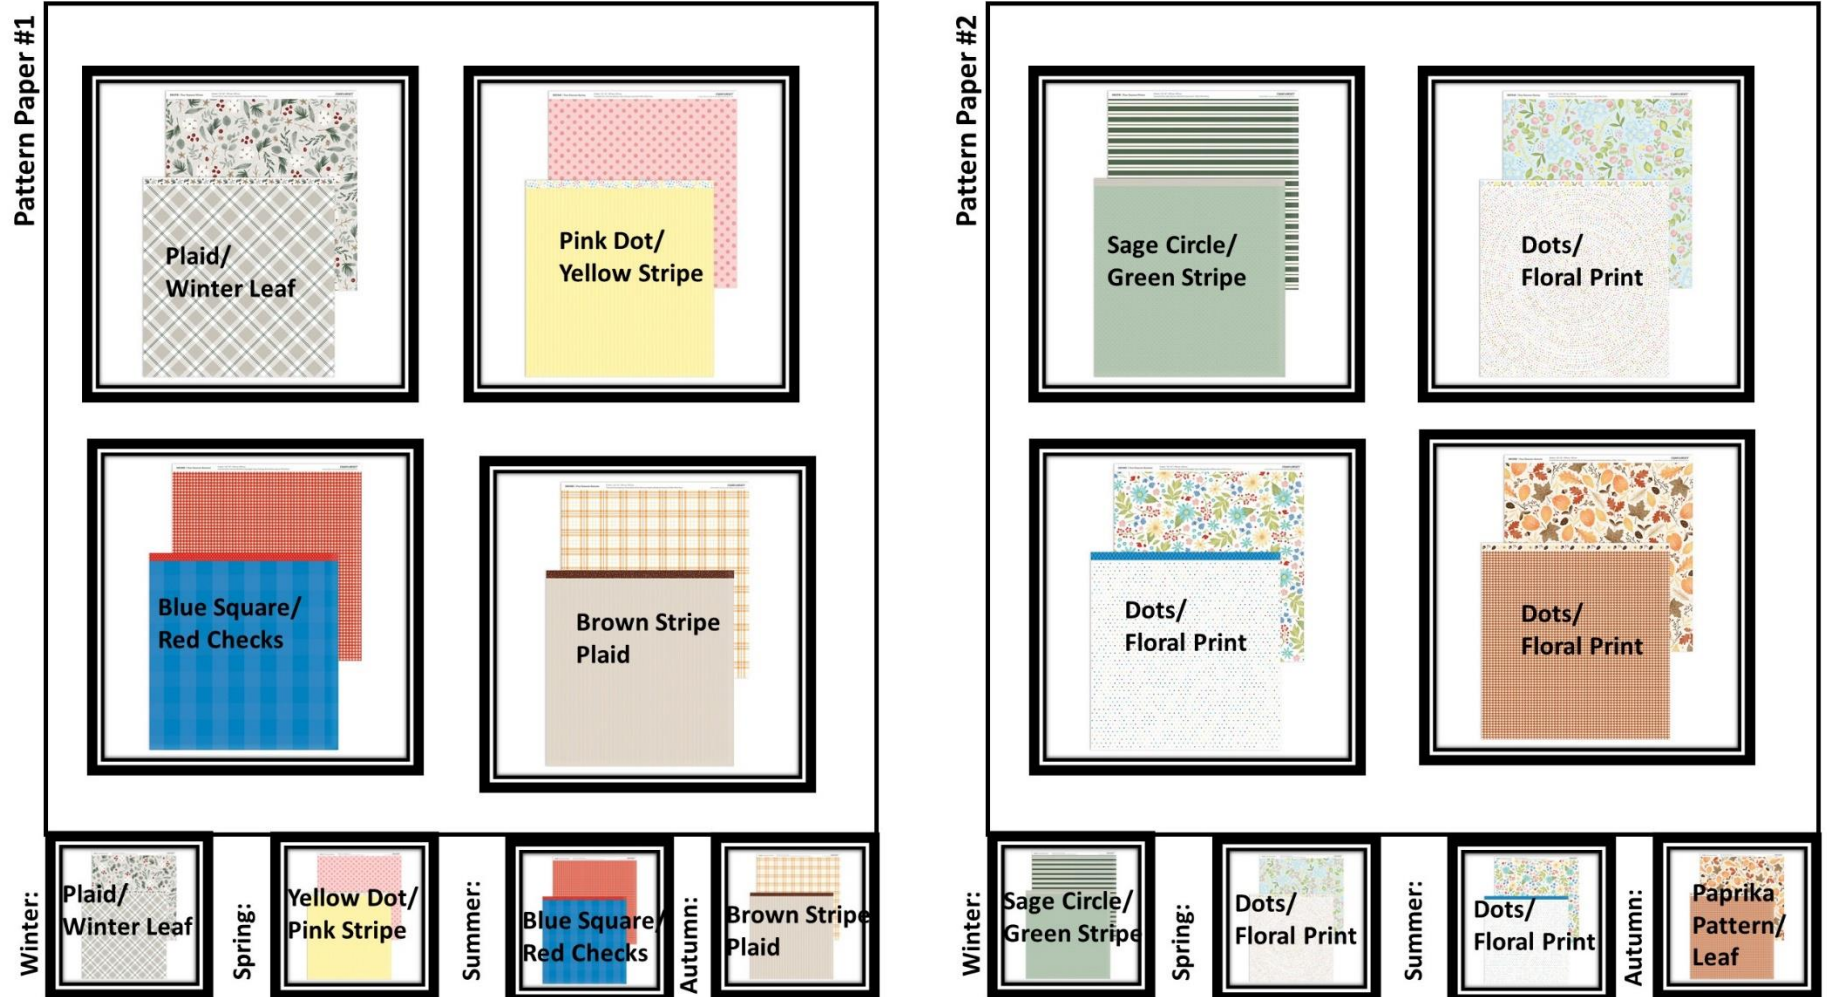 Pattern Paper #1
Plaid/
Winter Leaf
Pink Dot/
Yellow Stripe
Blue Square/
Red Checks
Brown Stripe
Plaid
Winter:
Plaid/
Winter Leaf
Spring:
Yellow Dot/
Pink Stripe
Summer:
Blue Square/
Red Checks
Autumn:
Brown Stripe
Plaid
Pattern Paper #2
Sage Circle/
Green Stripe
Dots/
Floral Print
Dots/
Floral Print
Dots/
Floral Print
Winter:
Sage Circle/
Green Stripe
Spring:
Dots/
Floral Print
Summer:
Dots/
Floral Print
Autumn:
Paprika
Pattern/
Leaf